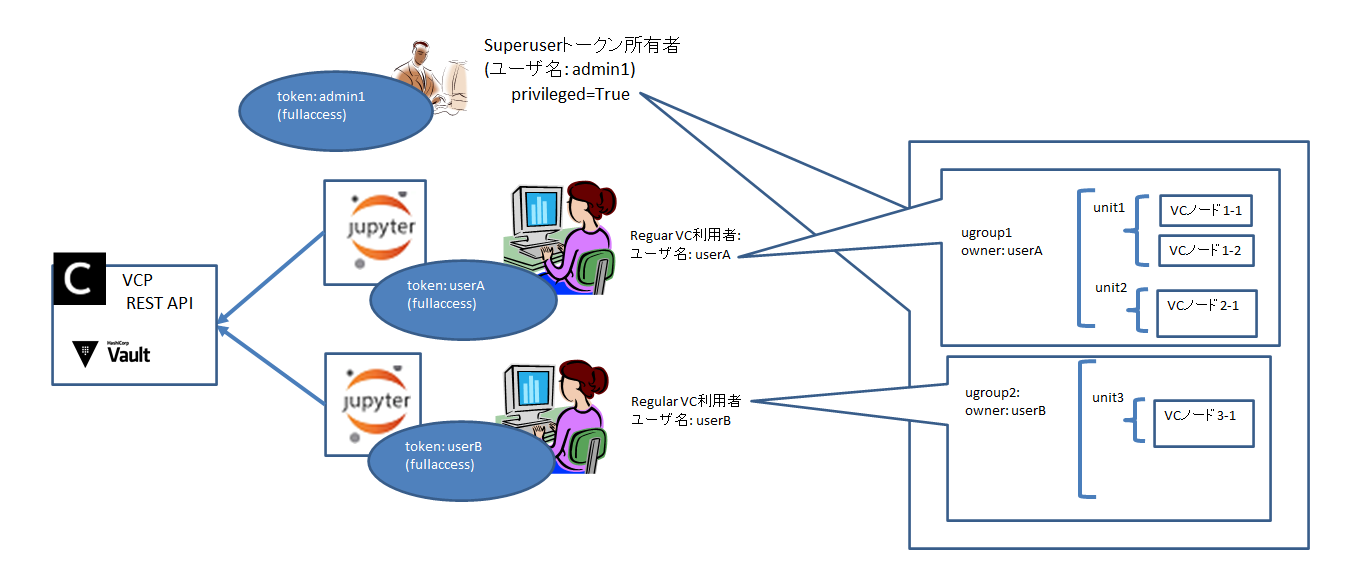 Superuserトークン所有者
(ユーザ名: admin1)
privileged=True
token: admin1
(fullaccess)
jupyter
Reguar VC利用者:
ユーザ名: userA
token: userA
(fullaccess)
C
VCP
REST API
HashiCorp
Vault
jupyter
Regular VC利用者
ユーザ名: userB
token: userB
(fullaccess)
ugroup1
owner: userA
unit1
VCノード1-1
VCノード1-2
unit2
VCノード2-1
ugroup2:
owner: userB
unit3
VCノード3-1